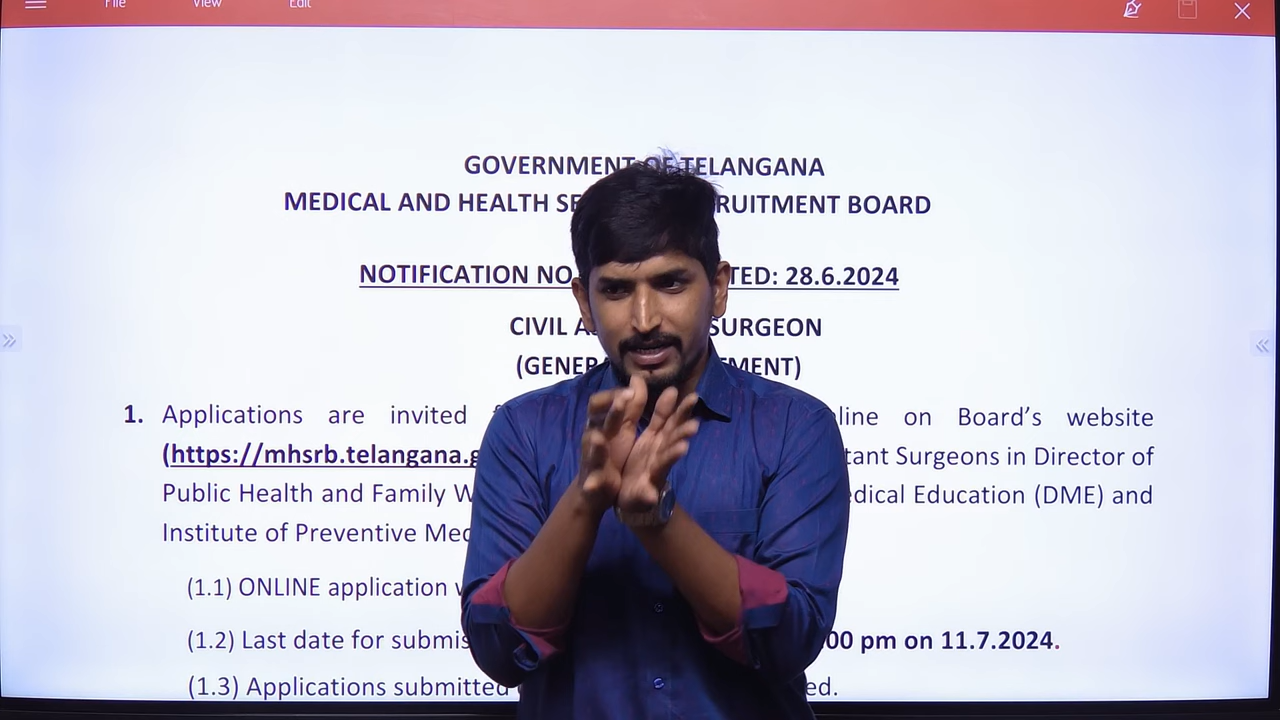 File View Edit
GOVERNMENT OF TELANGANA
MEDICAL AND HEALTH SE RUITMENT BOARD
NOTIFICATION NO TED: 28.6.2024
CIVIL A SURGEON
(GENERA TMENT)
1. Applications are invited line on Board’s website
(https://mhsrb.telangana.g tant Surgeons in Director of
Public Health and Family W edical Education (DME) and
Institute of Preventive Med
(1.1) ONLINE application
(1.2) Last date for submis 00 pm on 11.7.2024.
(1.3) Applications submitted ed.